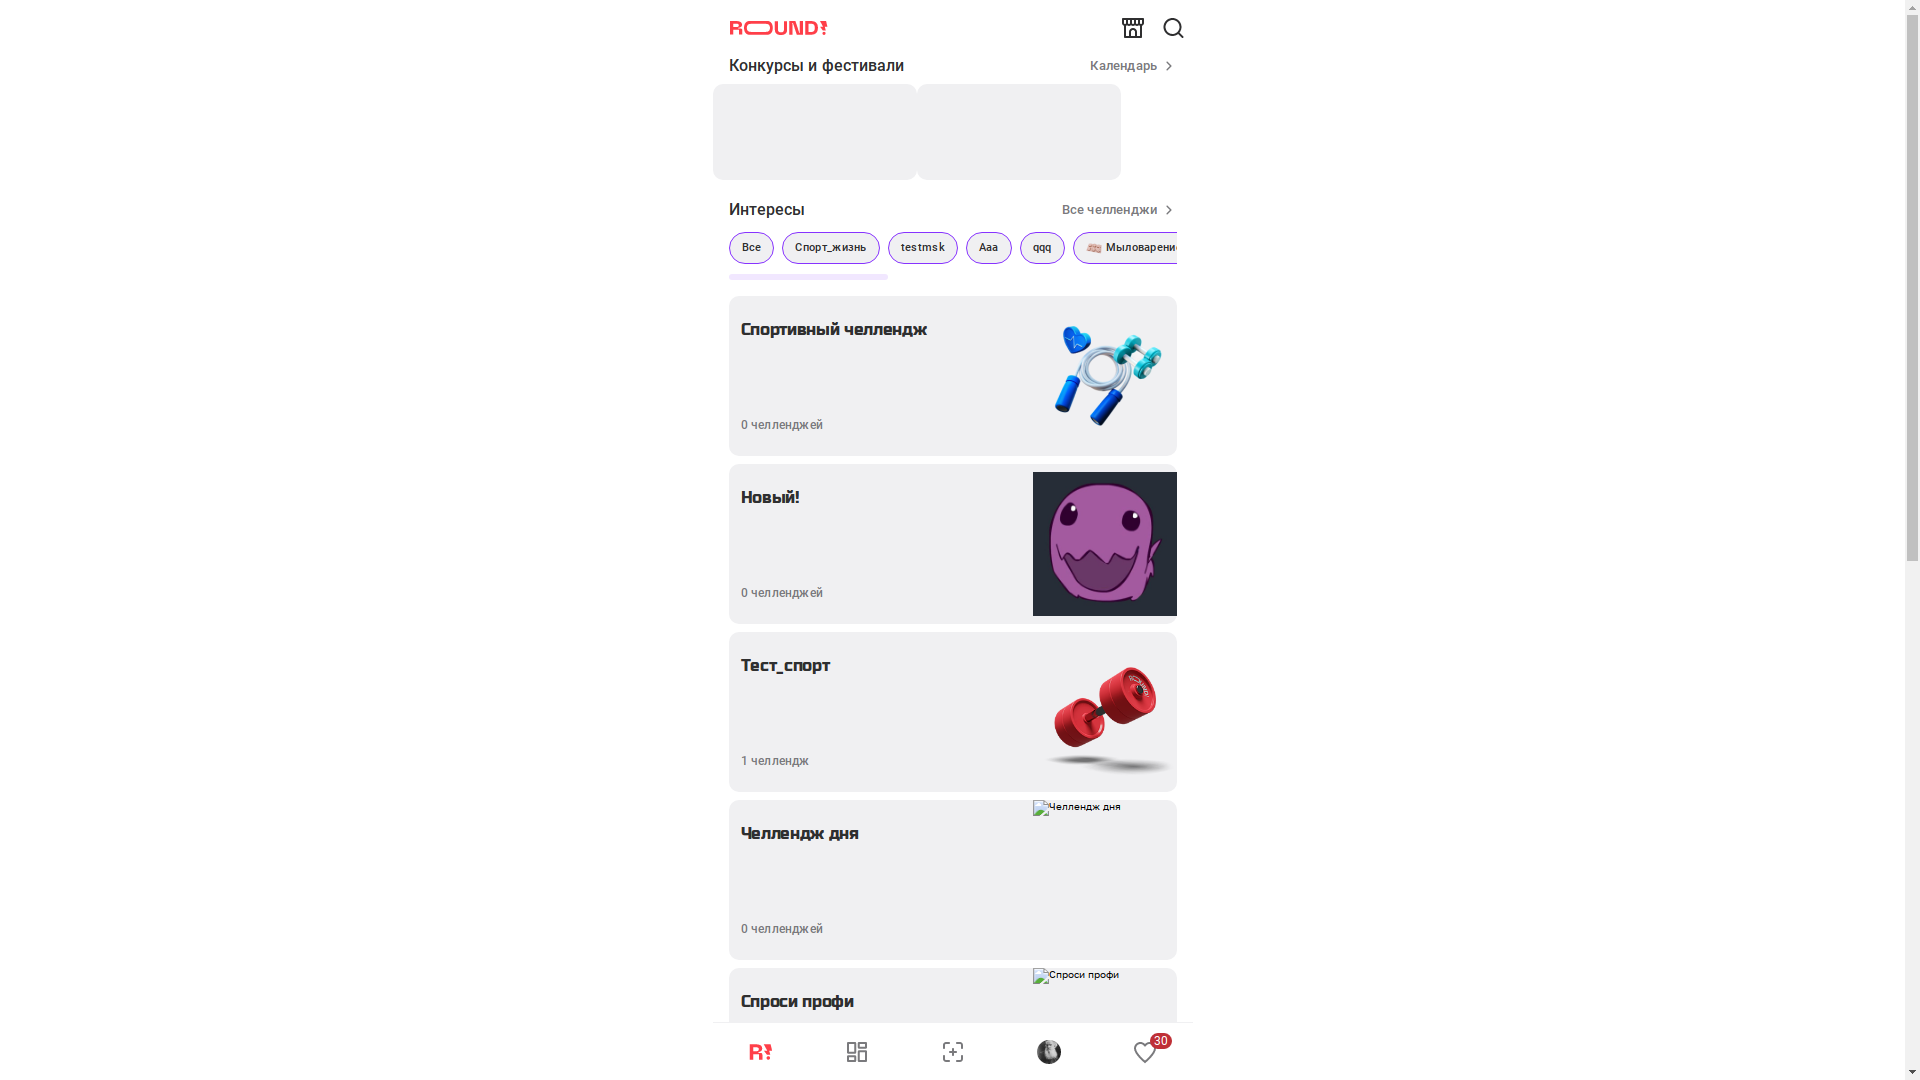 ROUND!
Конкурсы и фестивали
Календарь
Интересы
Все челленджи
Все
Спорт_жизнь
testmsk
Ааа
qqq
Мыловарение
Спортивный челлендж
0 челленджей
Новый!
0 челленджей
Тест_спорт
1 челлендж
Челлендж дня
Челлендж дня
0 челленджей
Спроси профи
Спроси профи
R!
30